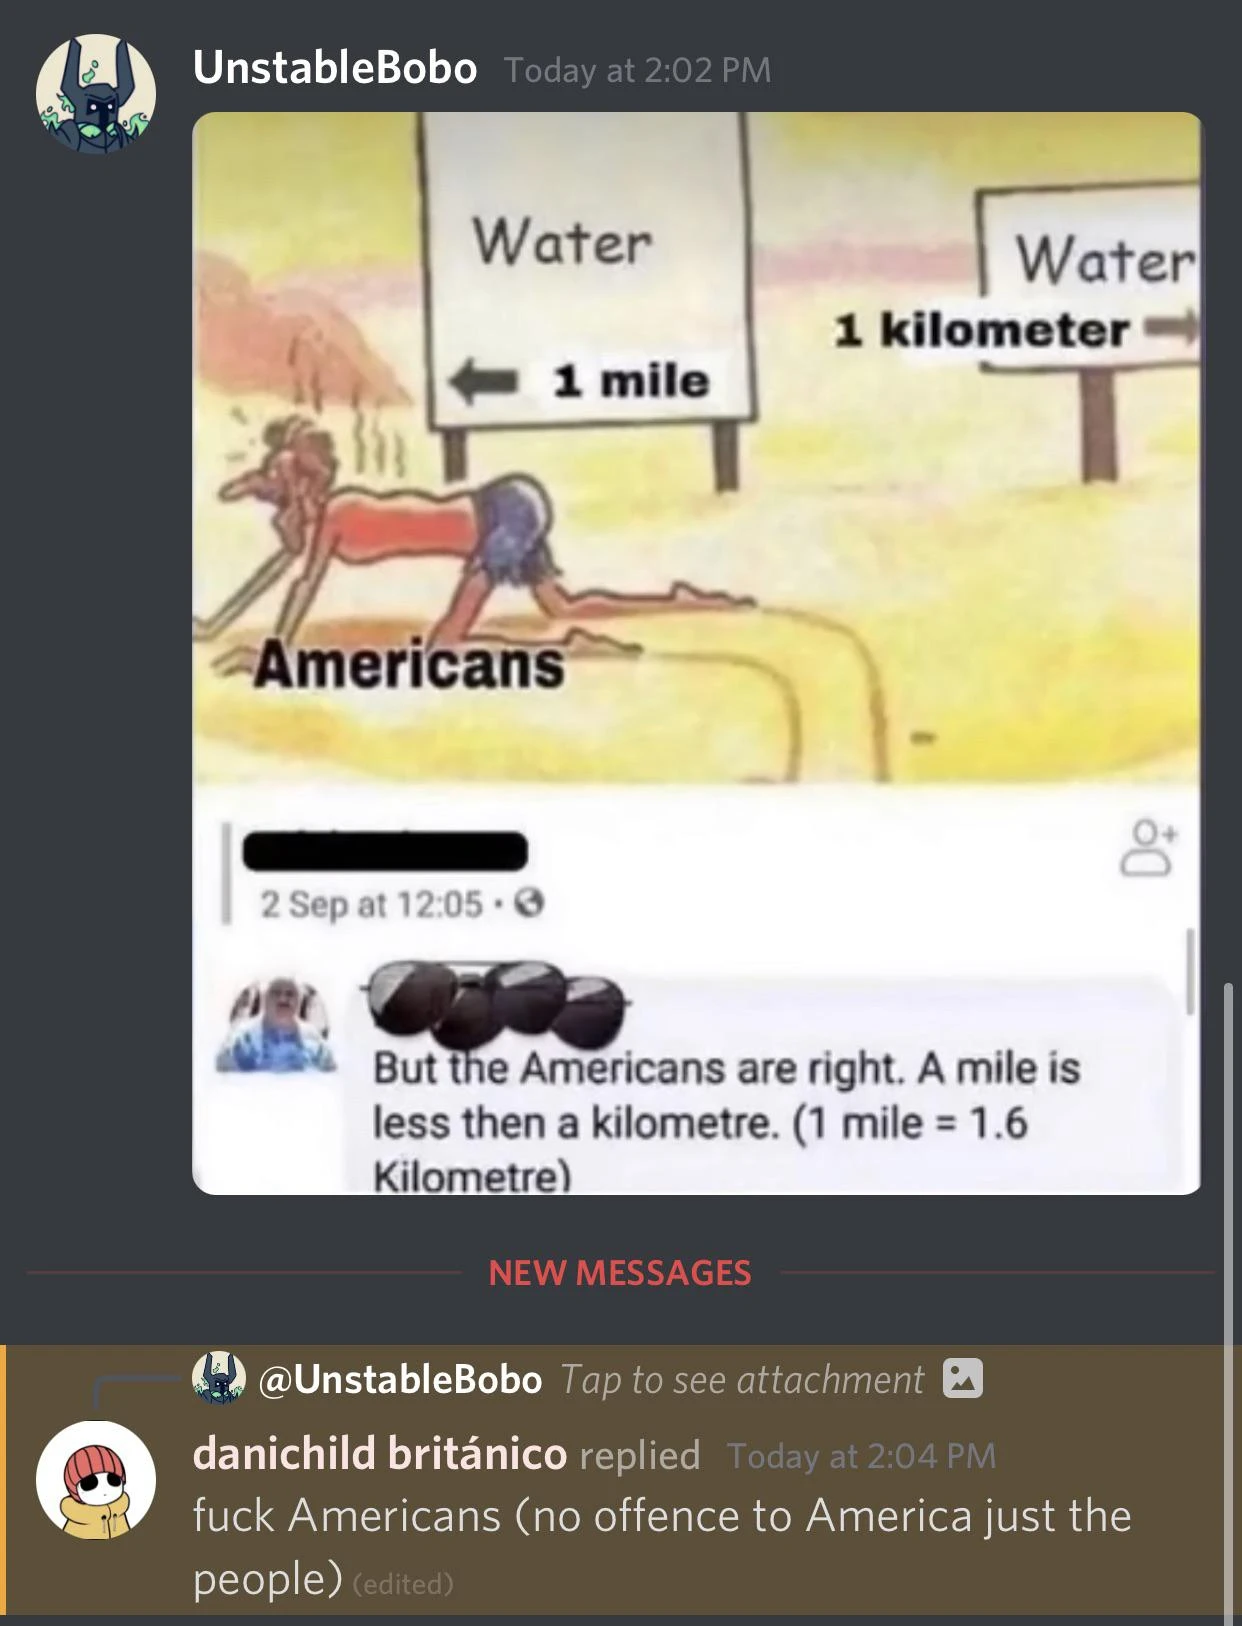 UnstableBobo Today at 2:02 PM
Water
Water
1 kilometer
1 mile
Americans
2 Sep at 12:05 ·
But the Americans are right. A mile is
less then a kilometre. (1 mile = 1.6
Kilometre)
NEW MESSAGES
@UnstableBobo Tap to see attachment
danichild británico replied Today at 2:04 PM
fuck Americans (no offence to America just the
people) (edited)